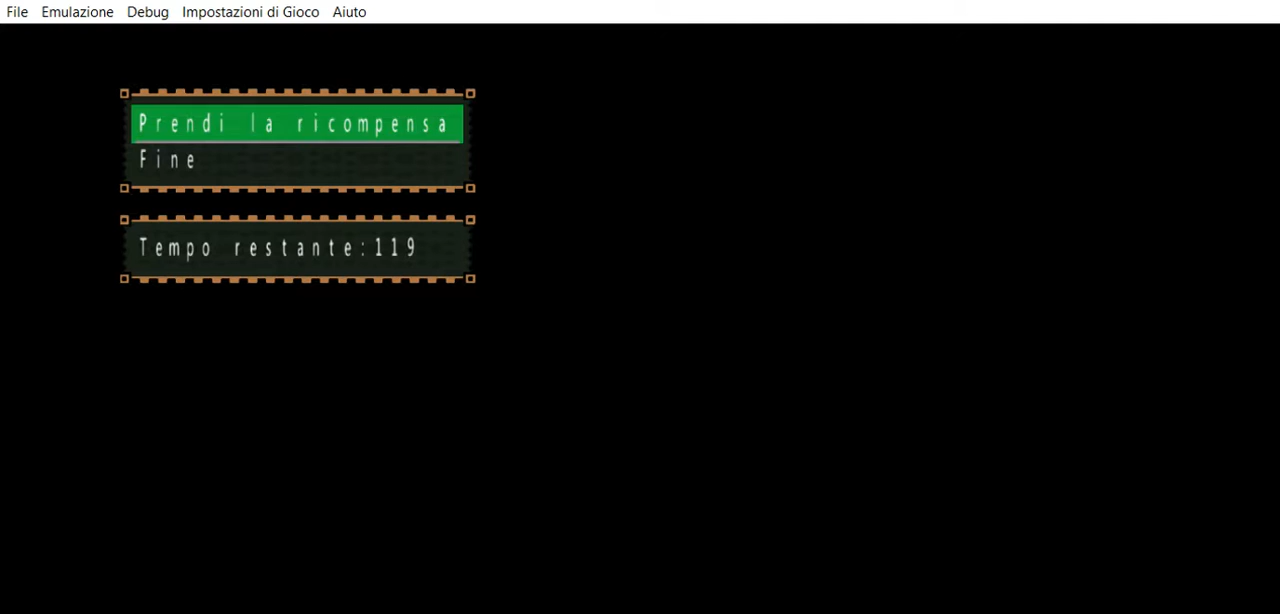 File Emulazione Debug Impostazioni di Gioco Aiuto
Prendi la ricompensa
Fine
Tempo restante:119